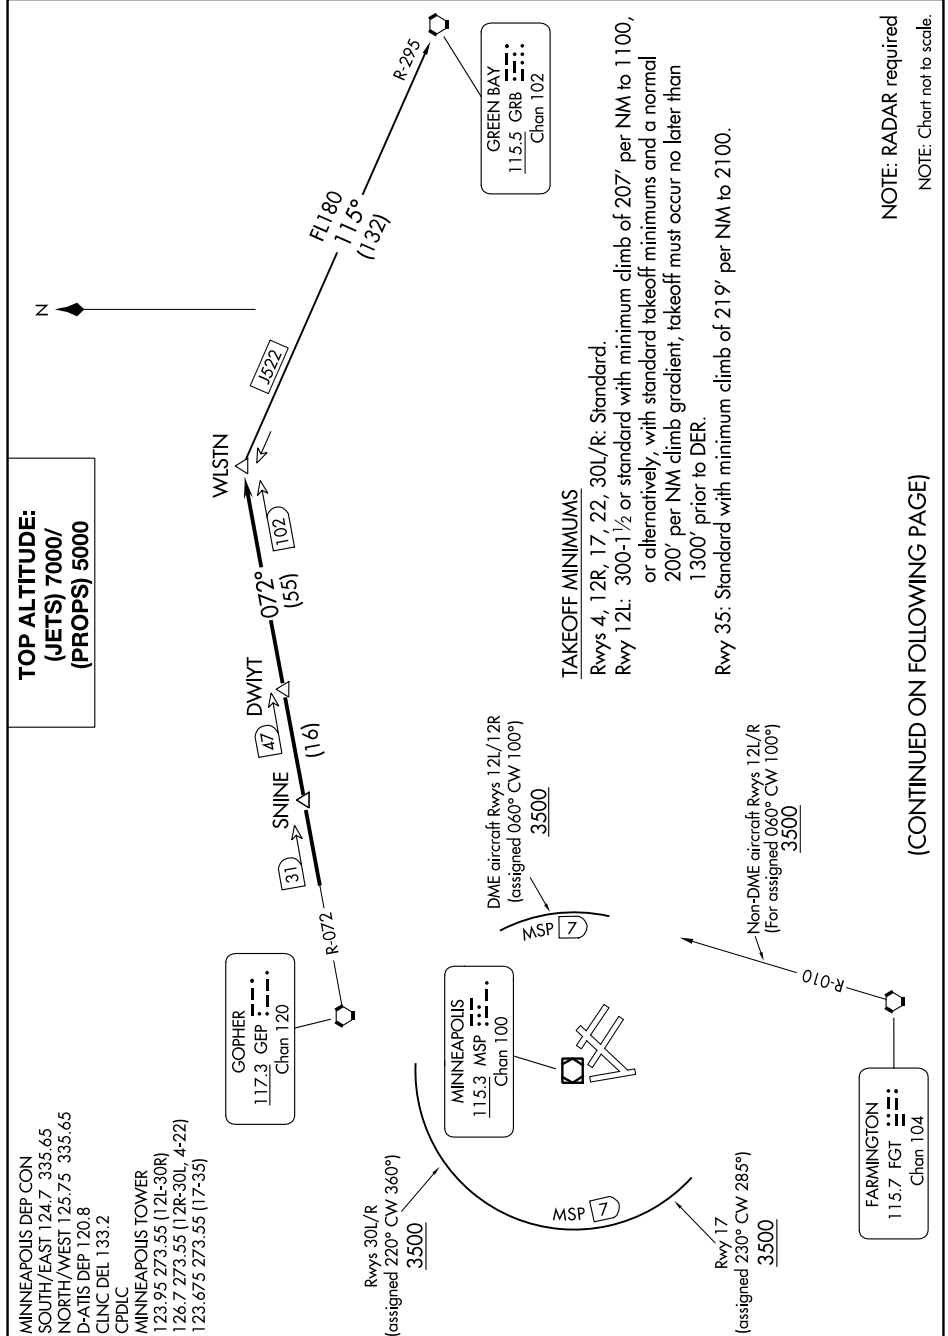 MINNEAPOLIS DEP CON
SOUTH/EAST 124.7 335.65
NORTH/WEST 125.75 335.65
D-ATIS DEP 120.8
CLNC DEL 133.2
CPDLC
MINNEAPOLIS TOWER
123.95 273.55 (12L-30R)
126.7 273.55 (12R-30L, 4-22)
123.675 273.55 (17-35)
TOP ALTITUDE:
(JETS) 7000/
(PROPS) 5000
N
GOPHER
117.3 GEP
Chan 120
R-072
31
SNINE
(16)
47
DWIYT
072°
(55)
102
WLSTN
J522
FL180
115°
(132)
R-295
GREEN BAY
115.5 GRB
Chan 102
Rwys 30L/R
(assigned 220° CW 360°)
3500
MSP 7
Rwy 17
(assigned 230° CW 285°)
3500
MINNEAPOLIS
115.3 MSP
Chan 100
MSP 7
DME aircraft Rwys 12L/12R
(assigned 060° CW 100°)
3500
FARMINGTON
115.7 FGT
Chan 104
R-010
Non-DME aircraft Rwys 12L/R
(For assigned 060° CW 100°)
3500
TAKEOFF MINIMUMS
Rwys 4, 12R, 17, 22, 30L/R: Standard.
Rwy 12L: 300-1½ or standard with minimum climb of 207' per NM to 1100,
or alternatively, with standard takeoff minimums and a normal
200' per NM climb gradient, takeoff must occur no later than
1300' prior to DER.
Rwy 35: Standard with minimum climb of 219' per NM to 2100.
NOTE: RADAR required
NOTE: Chart not to scale.
(CONTINUED ON FOLLOWING PAGE)